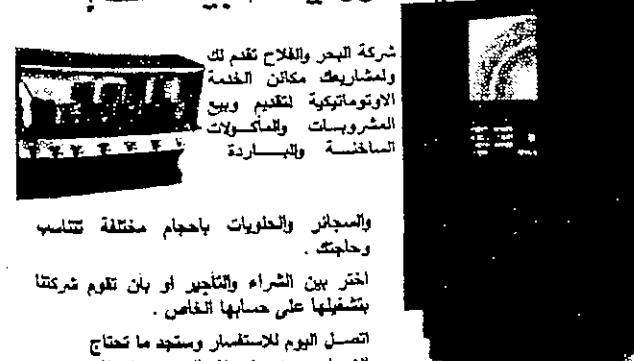 شركة البحر والفلاح تقدم لك
ولمشاريعك مكائن الخدمة
الاوتوماتيكية لتقديم وبيع
المشروبات والمأكولات
الساخنة والباردة
والسجائر والحلويات باحجام مختلفة تتناسب
وحاجتك .
اختر بين الشراء والتأجير او بأن تقوم شركتنا
بتشغيلها على حسابها الخاص .
اتصل اليوم للاستفسار وستجد ما تحتاج